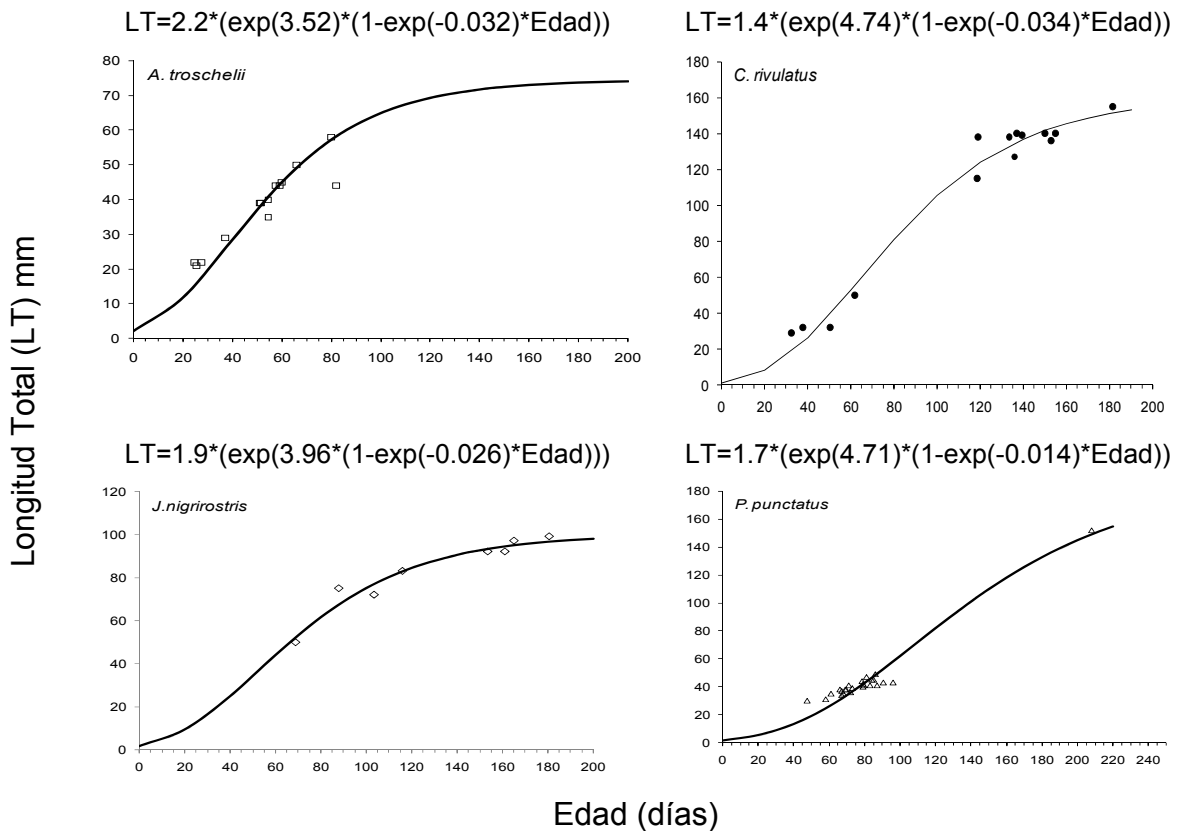 LT=2.2*(exp(3.52)*(1-exp(-0.032)*Edad))
LT=1.4*(exp(4.74)*(1-exp(-0.034)*Edad))
A. troschelii
80
70
60
50
40
30
20
10
0
0 20 40 60 80 100 120 140 160 180 200
C. rivulatus
180
160
140
120
100
80
60
40
20
0
0 20 40 60 80 100 120 140 160 180 200
Longitud Total (LT) mm
LT=1.9*(exp(3.96*(1-exp(-0.026)*Edad)))
LT=1.7*(exp(4.71)*(1-exp(-0.014)*Edad))
J.nigrirostris
120
100
80
60
40
20
0
0 20 40 60 80 100 120 140 160 180 200
P. punctatus
180
160
140
120
100
80
60
40
20
0
0 20 40 60 80 100 120 140 160 180 200 220 240
Edad (días)